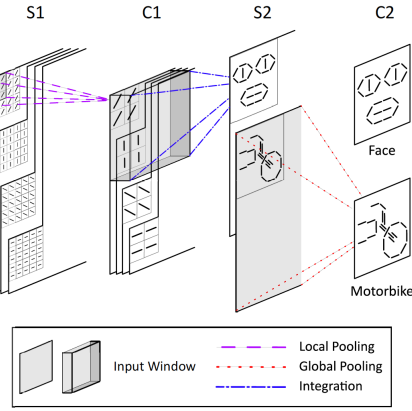 S1 C1 S2 C2
Face
Motorbike
Input Window
Local Pooling
Global Pooling
Integration